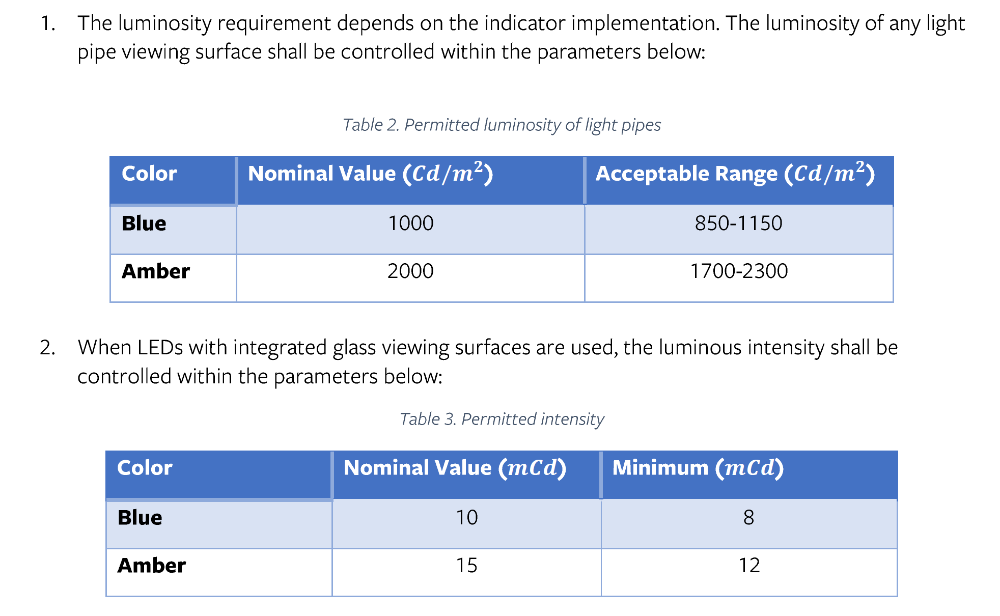 1. The luminosity requirement depends on the indicator implementation. The luminosity of any light
pipe viewing surface shall be controlled within the parameters below:
Table 2. Permitted luminosity of light pipes
Color Nominal Value (Cd/m²) Acceptable Range (Cd/m²)
Blue 1000 850-1150
Amber 2000 1700-2300
2. When LEDs with integrated glass viewing surfaces are used, the luminous intensity shall be
controlled within the parameters below:
Table 3. Permitted intensity
Color Nominal Value (mCd) Minimum (mCd)
Blue 10 8
Amber 15 12